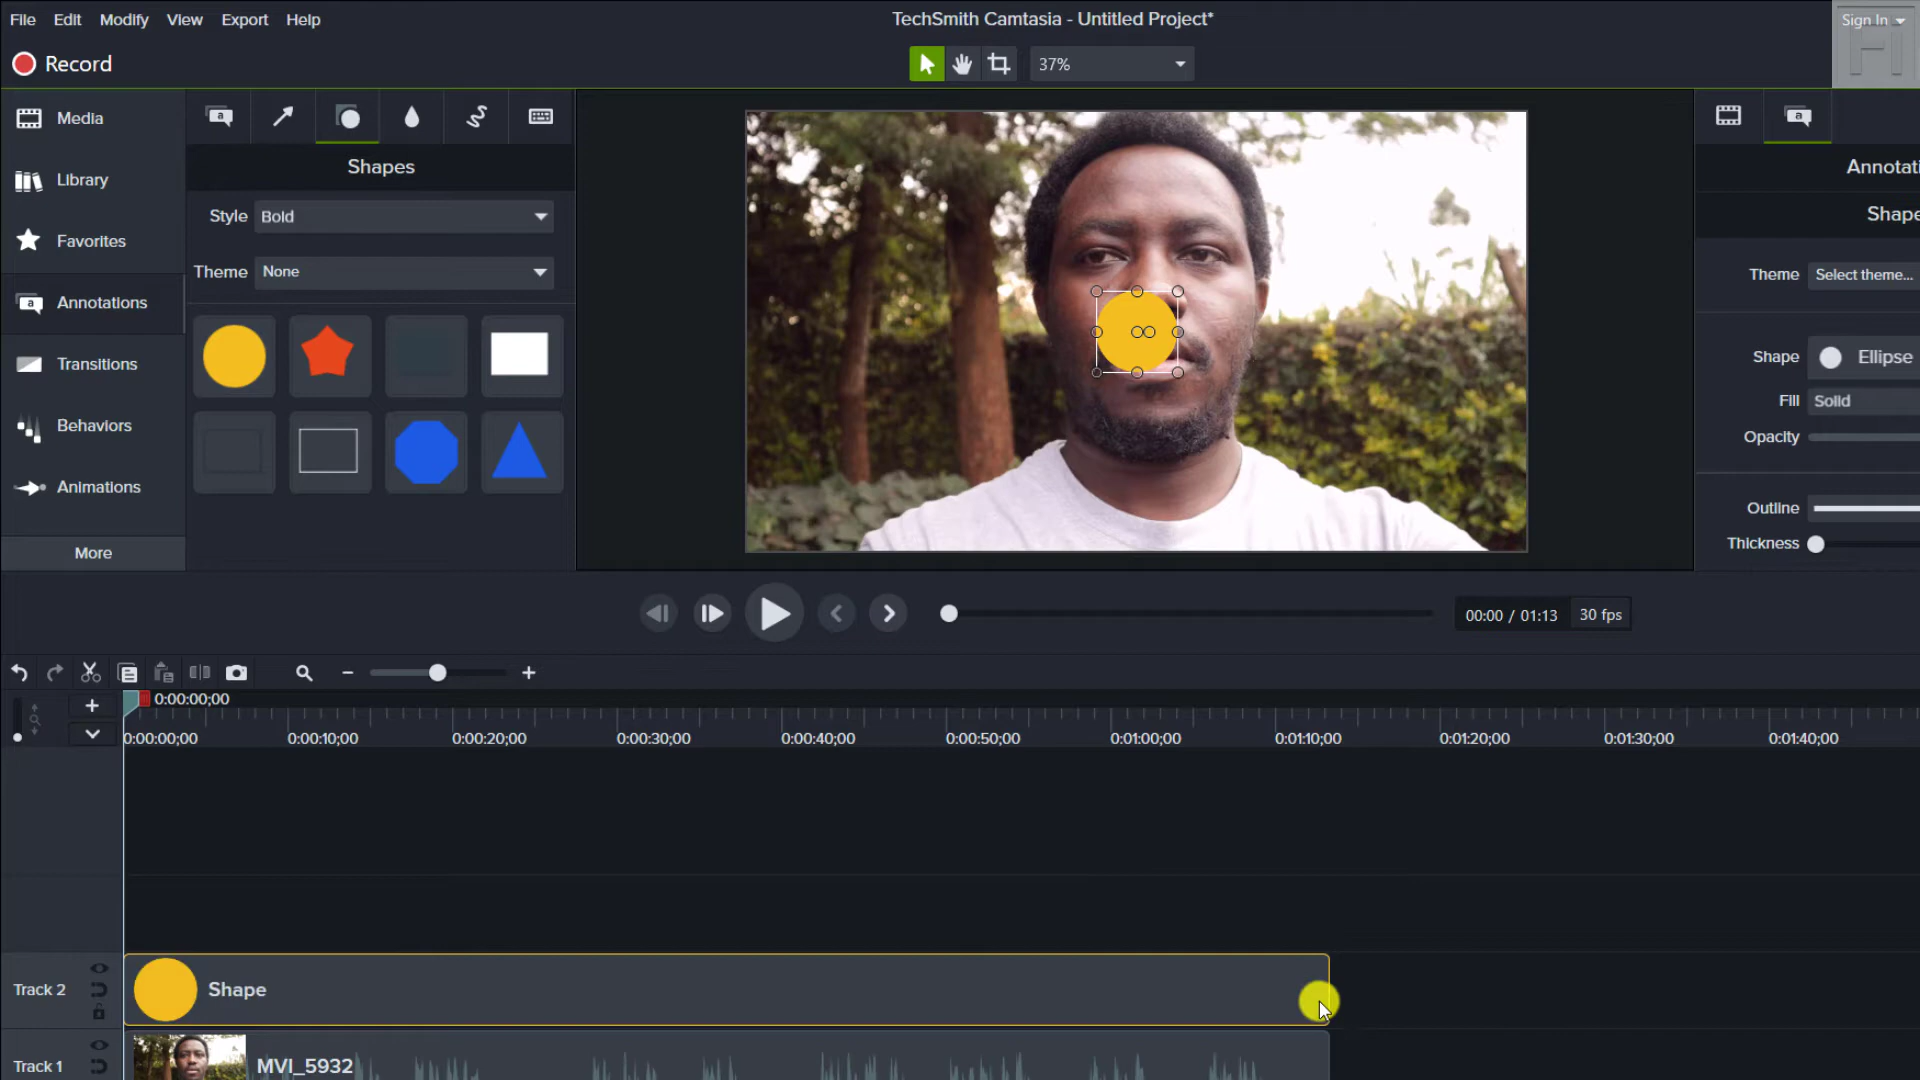 File Edit Modify View Export Help
TechSmith Camtasia - Untitled Project*
Sign In
Record
37%
Media
Library
Favorites
Annotations
Transitions
Behaviors
Animations
More
Shapes
Style Bold
Theme None
Annotati
Shape
Theme Select theme...
Shape Ellipse
Fill Solid
Opacity
Outline
Thickness
00:00 / 01:13 30 fps
0:00:00;00
0:00:00;00 0:00:10;00 0:00:20;00 0:00:30;00 0:00:40;00 0:00:50;00 0:01:00;00 0:01:10;00 0:01:20;00 0:01:30;00 0:01:40;00
Track 2 Shape
Track 1 MVI_5932